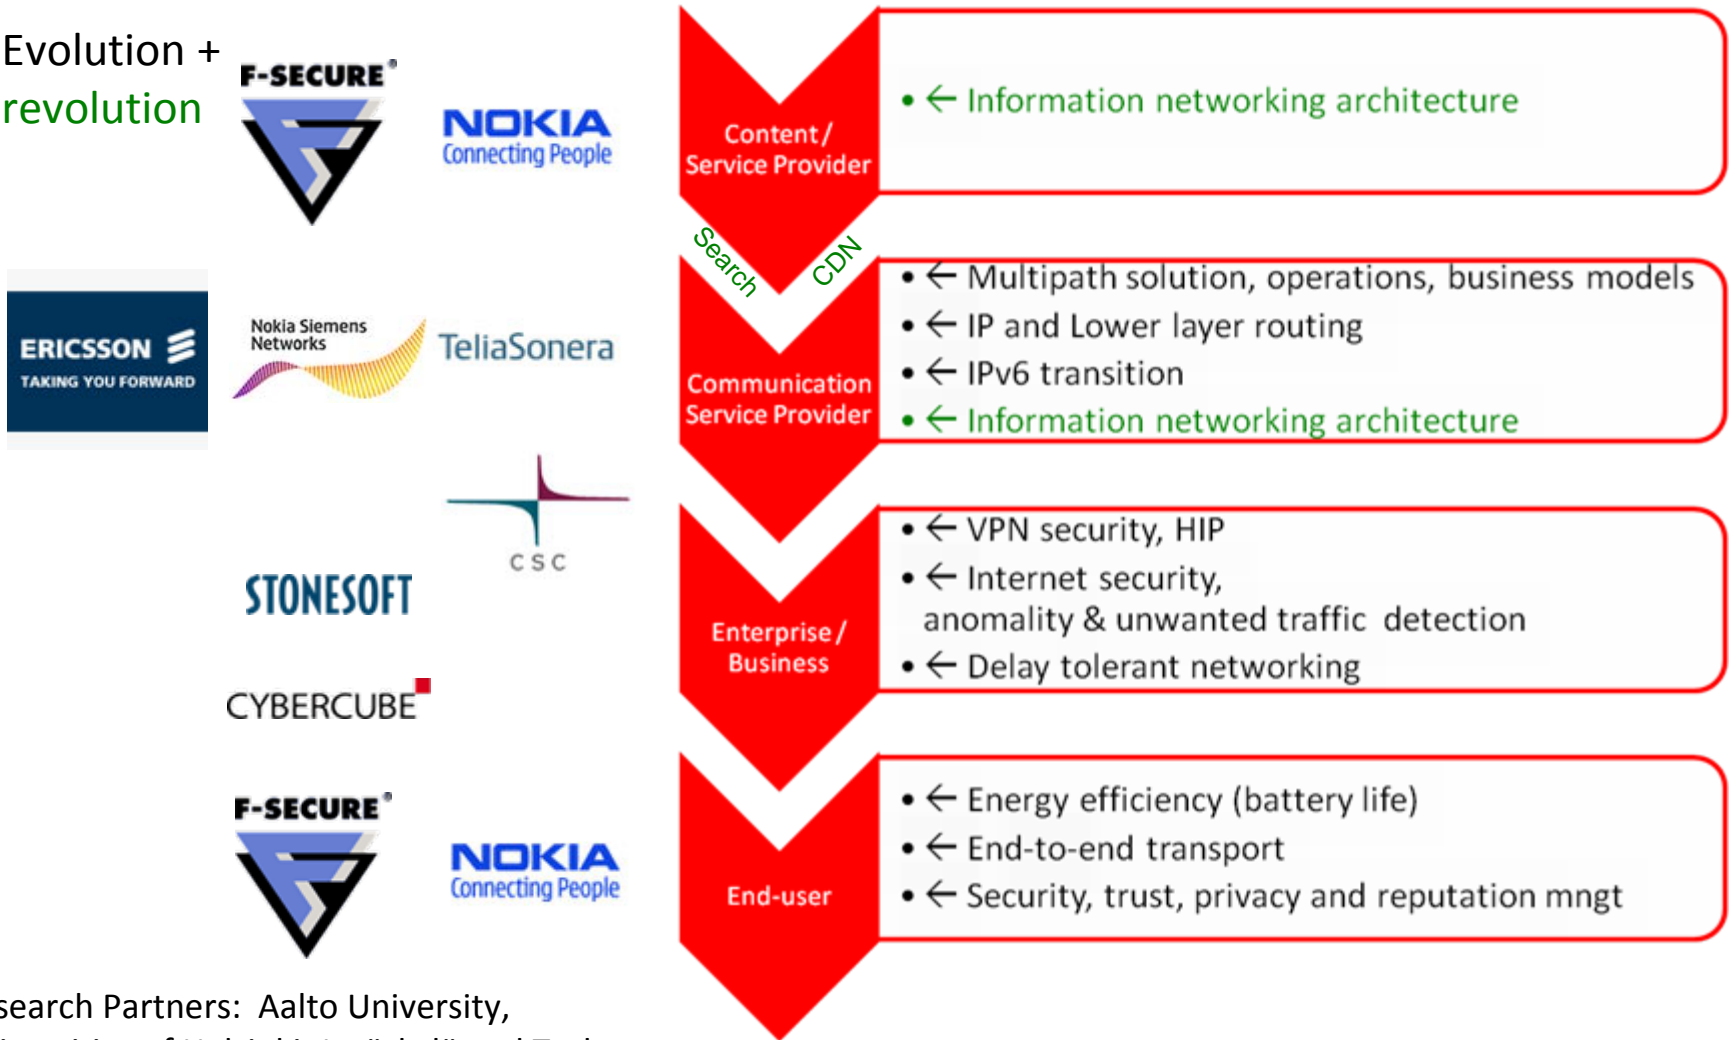 Evolution +
revolution
F-SECURE®
NOKIA
Connecting People
Content /
Service Provider
• ← Information networking architecture
Search
CDN
ERICSSON
TAKING YOU FORWARD
Nokia Siemens
Networks
TeliaSonera
Communication
Service Provider
• ← Multipath solution, operations, business models
• ← IP and Lower layer routing
• ← IPv6 transition
• ← Information networking architecture
CSC
STONESOFT
CYBERCUBE
Enterprise /
Business
• ← VPN security, HIP
• ← Internet security,
anomality & unwanted traffic detection
• ← Delay tolerant networking
F-SECURE®
NOKIA
Connecting People
End-user
• ← Energy efficiency (battery life)
• ← End-to-end transport
• ← Security, trust, privacy and reputation mngt
search Partners: Aalto University,